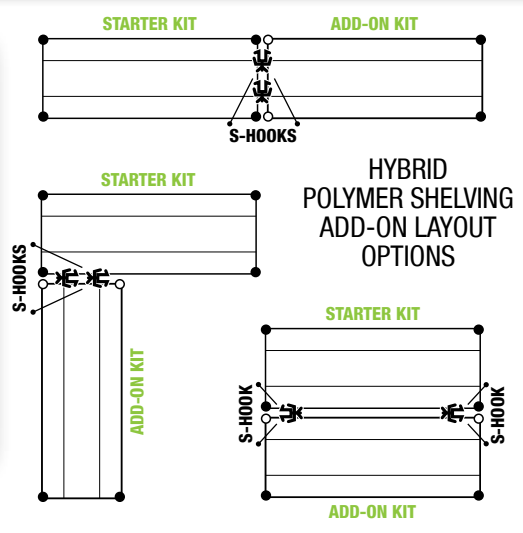 STARTER KIT
ADD-ON KIT
S-HOOKS
HYBRID
POLYMER SHELVING
ADD-ON LAYOUT
OPTIONS
STARTER KIT
S-HOOKS
ADD-ON KIT
STARTER KIT
S-HOOK
S-HOOK
ADD-ON KIT